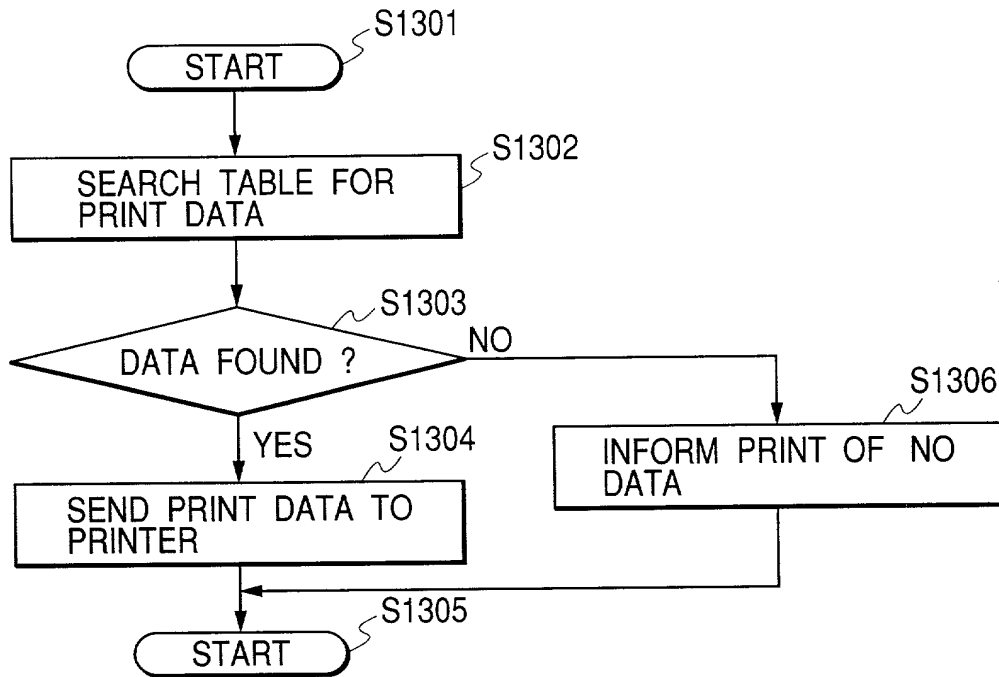 S1301
START
S1302
SEARCH TABLE FOR
PRINT DATA
S1303
DATA FOUND ?
NO
S1306
YES
S1304
INFORM PRINT OF NO
DATA
SEND PRINT DATA TO
PRINTER
S1305
START